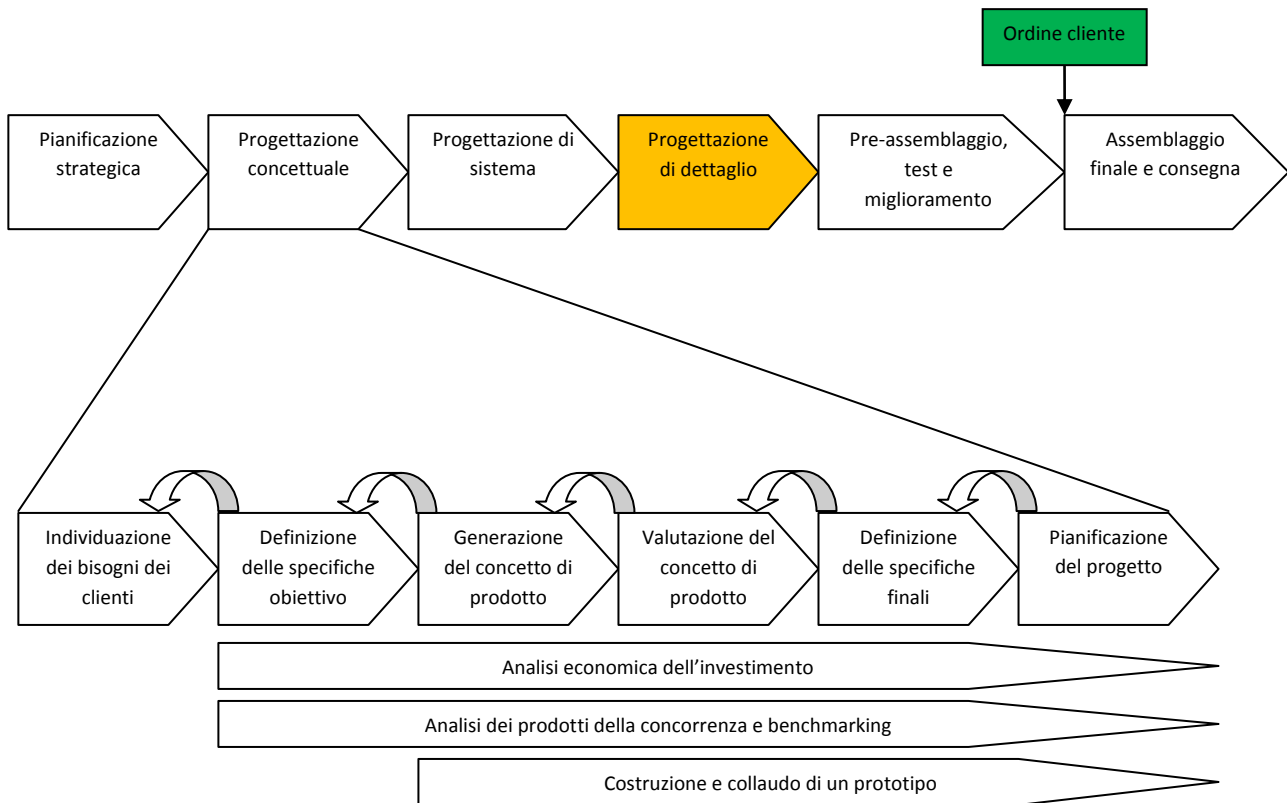 Ordine cliente
Pianificazione
strategica
Progettazione
concettuale
Progettazione di
sistema
Progettazione
di dettaglio
Pre-assemblaggio,
test e
miglioramento
Assemblaggio
finale e consegna
Individuazione
dei bisogni dei
clienti
Definizione
delle specifiche
obiettivo
Generazione
del concetto di
prodotto
Valutazione del
concetto di
prodotto
Definizione
delle specifiche
finali
Pianificazione
del progetto
Analisi economica dell’investimento
Analisi dei prodotti della concorrenza e benchmarking
Costruzione e collaudo di un prototipo